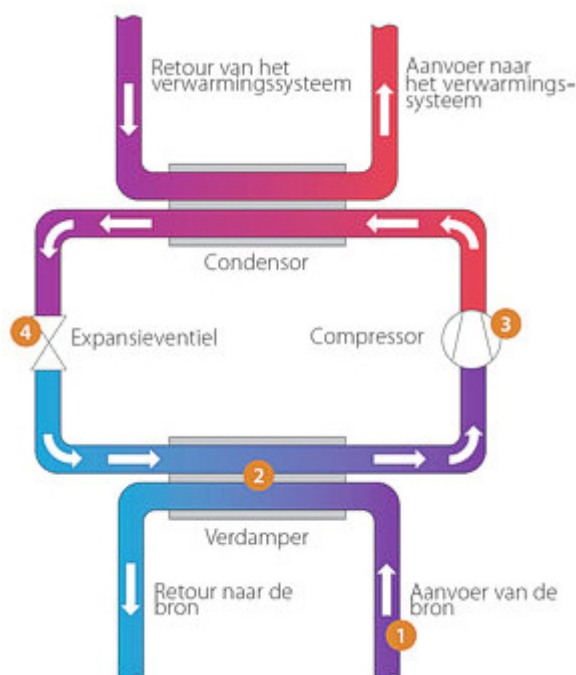 Retour van het
verwarmingssysteem
Aanvoer naar
het verwarmings-
systeem
Condensor
4
Expansieventiel
Compressor
3
2
Verdamper
Retour naar de
bron
Aanvoer van de
bron
1